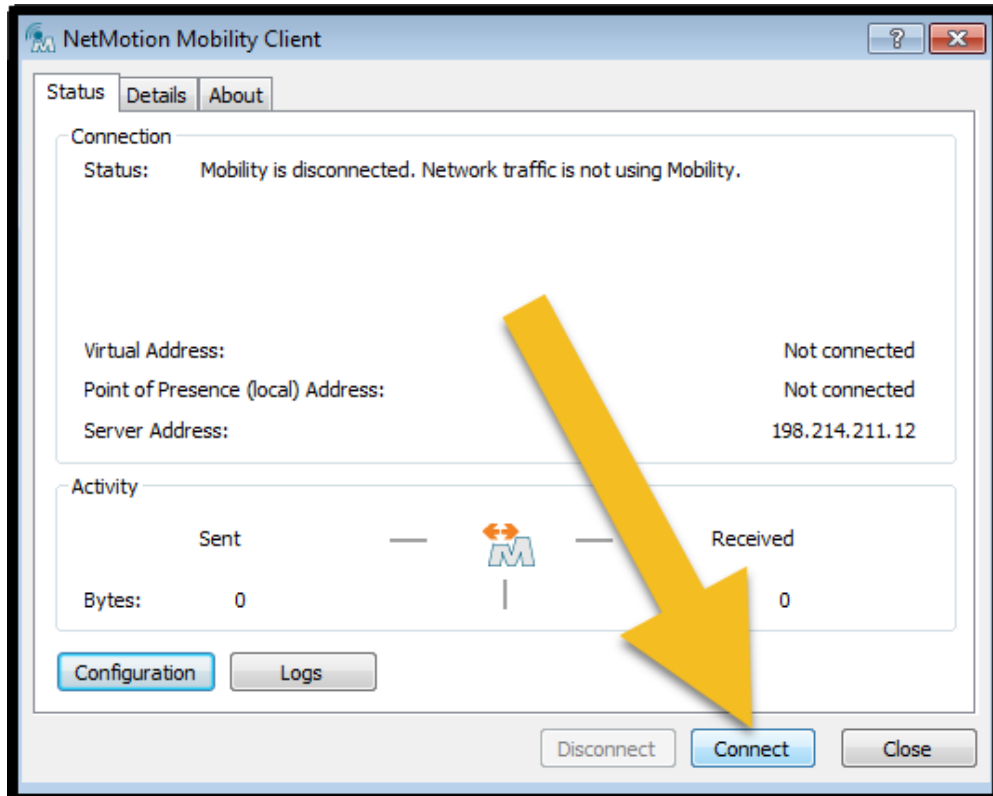 NetMotion Mobility Client
Status Details About
Connection
Status: Mobility is disconnected. Network traffic is not using Mobility.
Virtual Address: Not connected
Point of Presence (local) Address: Not connected
Server Address: 198.214.211.12
Activity
Sent Received
Bytes: 0 0
Configuration Logs
Disconnect Connect Close